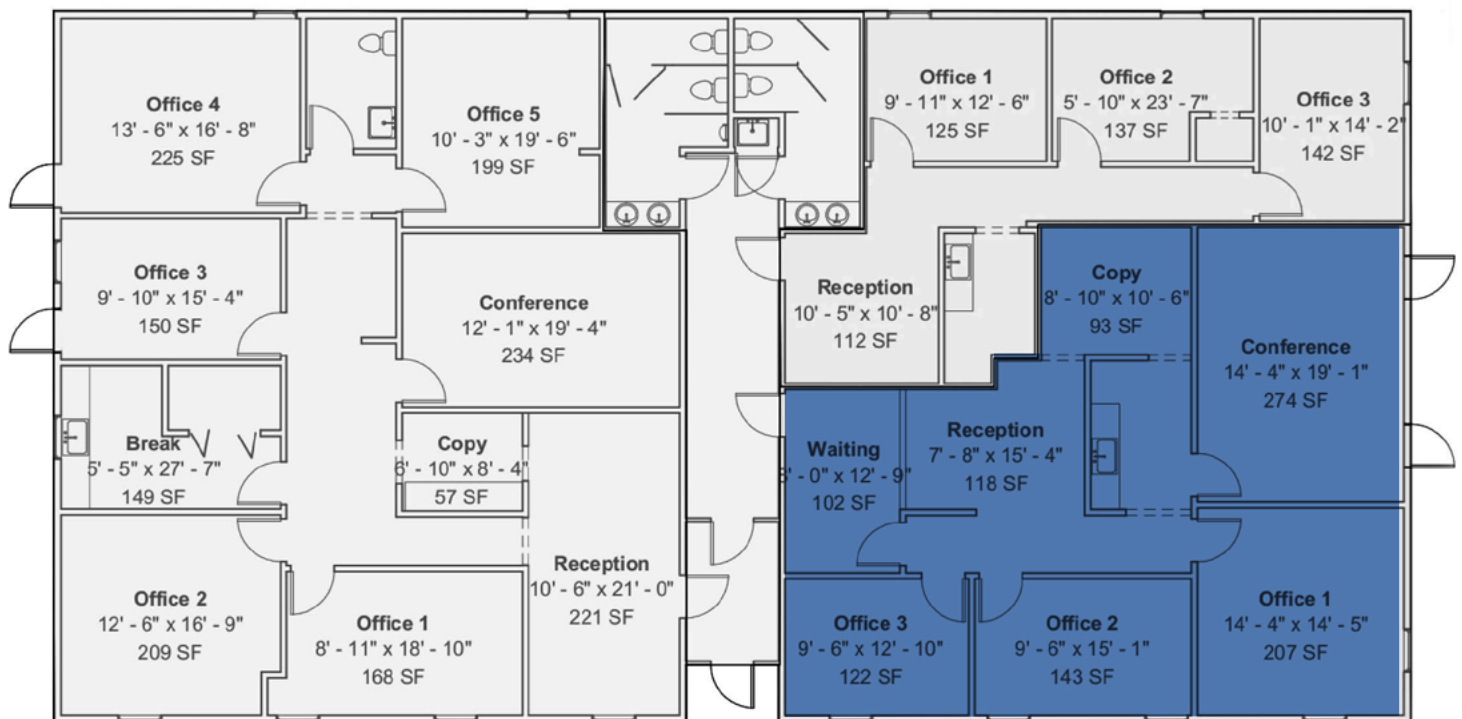 Office 4
13' - 6" x 16' - 8"
225 SF
Office 5
10' - 3" x 19' - 6"
199 SF
Office 1
9' - 11" x 12' - 6"
125 SF
Office 2
5' - 10" x 23' - 7"
137 SF
Office 3
10' - 1" x 14' - 2"
142 SF
Office 3
9' - 10" x 15' - 4"
150 SF
Conference
12' - 1" x 19' - 4"
234 SF
Reception
10' - 5" x 10' - 8"
112 SF
Copy
8' - 10" x 10' - 6"
93 SF
Conference
14' - 4" x 19' - 1"
274 SF
Break
5' - 5" x 27' - 7"
149 SF
Copy
6' - 10" x 8' - 4"
57 SF
Waiting
8' - 0" x 12' - 9"
102 SF
Reception
7' - 8" x 15' - 4"
118 SF
Office 2
12' - 6" x 16' - 9"
209 SF
Office 1
8' - 11" x 18' - 10"
168 SF
Reception
10' - 6" x 21' - 0"
221 SF
Office 3
9' - 6" x 12' - 10"
122 SF
Office 2
9' - 6" x 15' - 1"
143 SF
Office 1
14' - 4" x 14' - 5"
207 SF